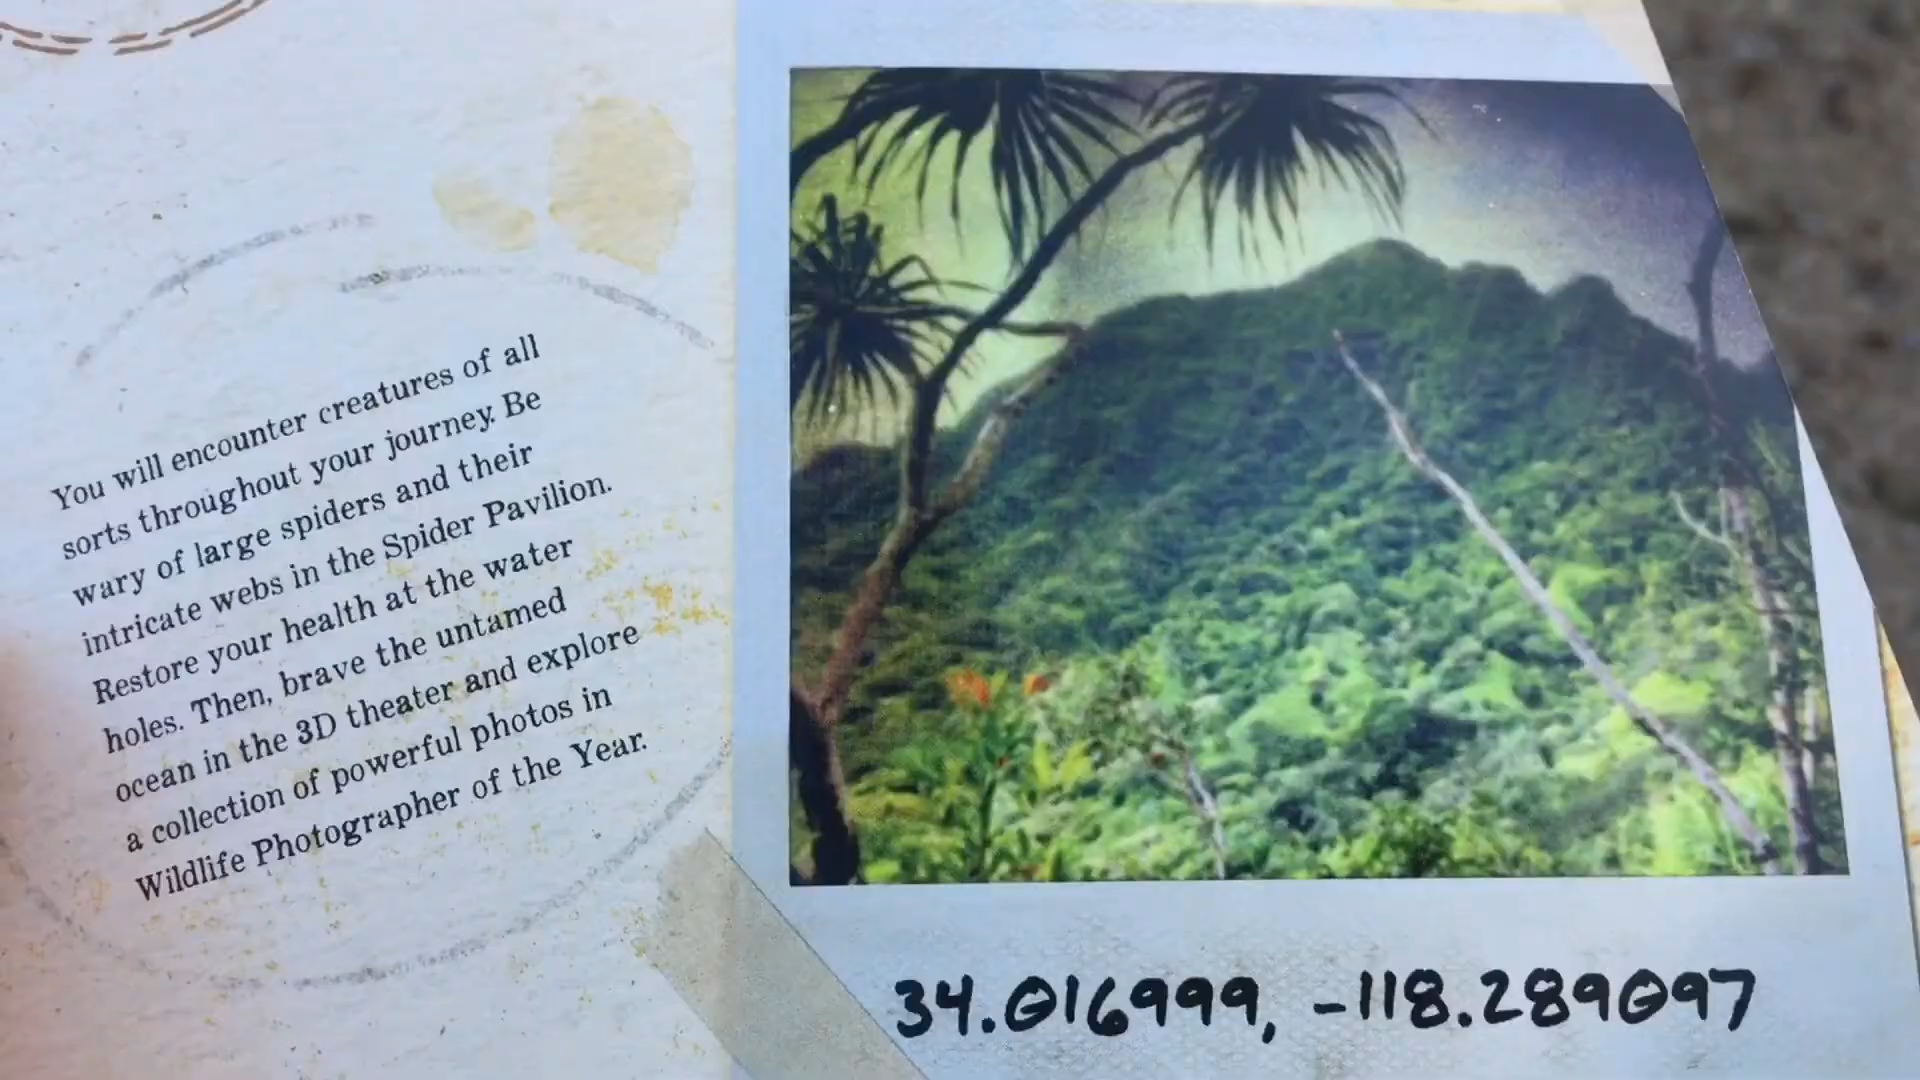 You will encounter creatures of all
sorts throughout your journey. Be
wary of large spiders and their
intricate webs in the Spider Pavilion.
Restore your health at the water
holes. Then, brave the untamed
ocean in the 3D theater and explore
a collection of powerful photos in
Wildlife Photographer of the Year.
34.016999, -118.289097